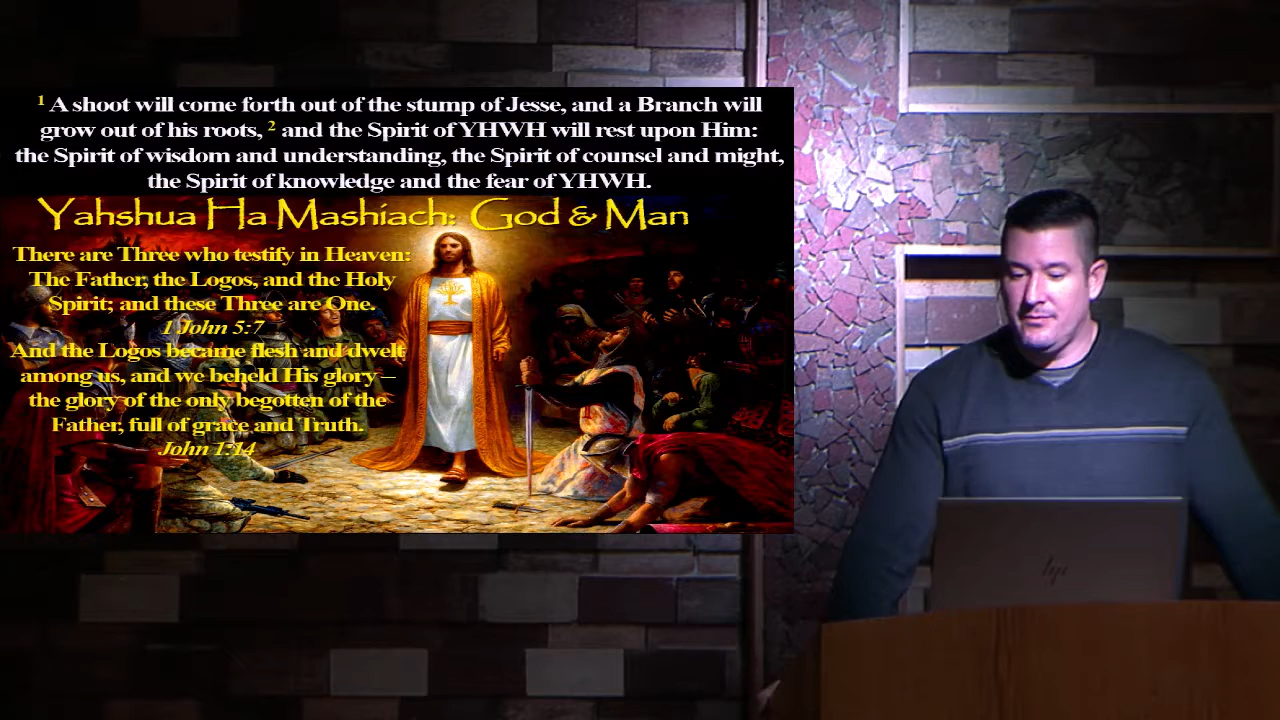 1 A shoot will come forth out of the stump of Jesse, and a Branch will
grow out of his roots, 2 and the Spirit of YHWH will rest upon Him:
the Spirit of wisdom and understanding, the Spirit of counsel and might,
the Spirit of knowledge and the fear of YHWH.
Yahshua Ha Mashiach: God & Man
There are Three who testify in Heaven:
The Father, the Logos, and the Holy
Spirit; and these Three are One.
1 John 5:7
And the Logos became flesh and dwelt
among us, and we beheld His glory –
the glory of the only begotten of the
Father, full of grace and Truth.
John 1:14
hp